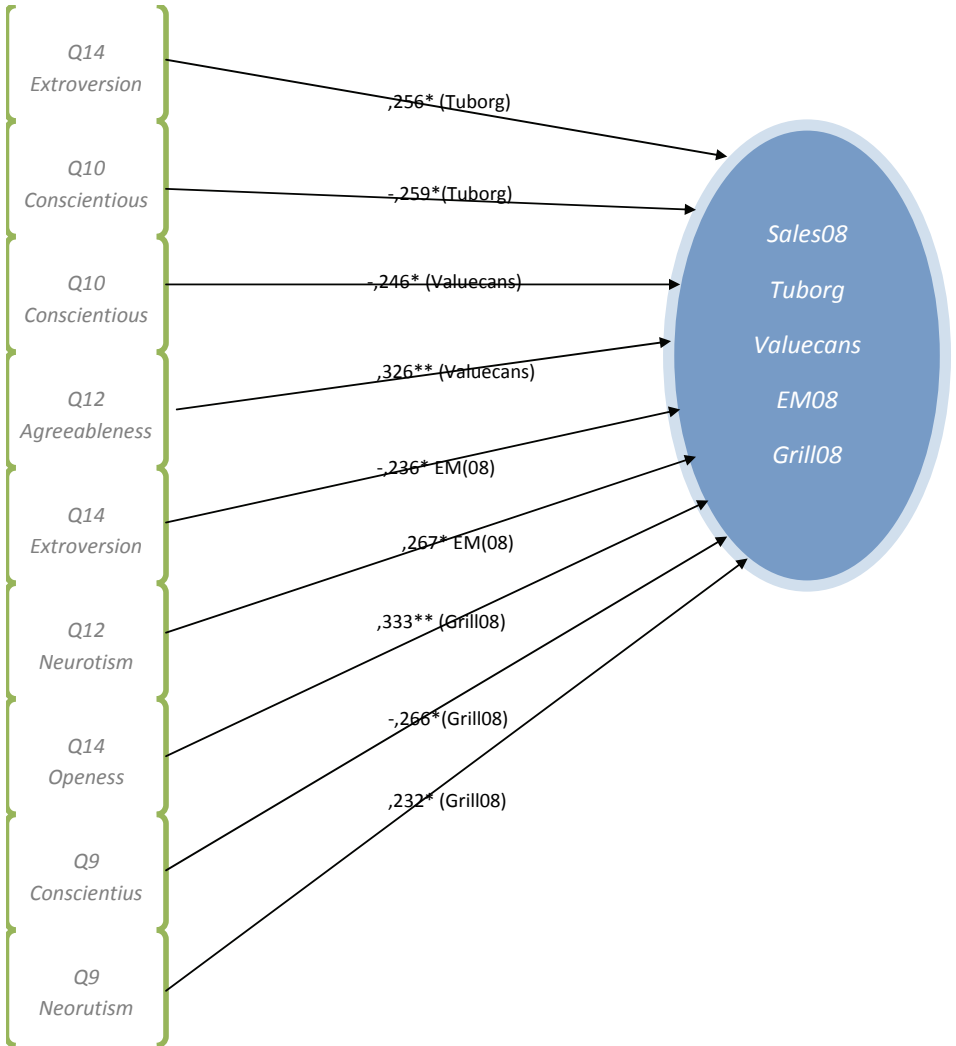 Q14
Extroversion
,256* (Tuborg)
Q10
Conscientious
-,259*(Tuborg)
Q10
Conscientious
-,246* (Valuecans)
Q12
Agreeableness
,326** (Valuecans)
Q14
Extroversion
-,236* EM(08)
Q12
Neurotism
,267* EM(08)
Q14
Openess
,333** (Grill08)
Q9
Conscientius
-,266*(Grill08)
Q9
Neorutism
,232* (Grill08)
Sales08
Tuborg
Valuecans
EM08
Grill08